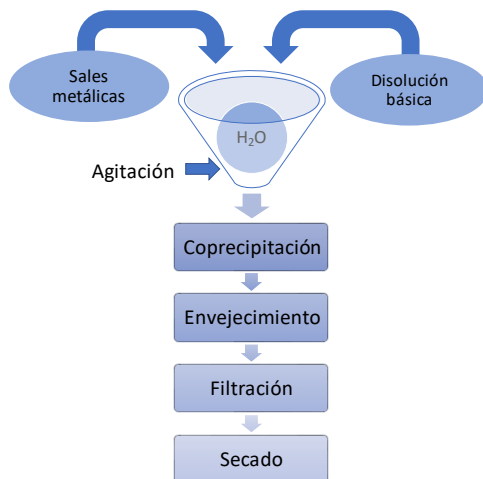 Sales
metálicas
Disolución
básica
H₂O
Agitación
Coprecipitación
Envejecimiento
Filtración
Secado